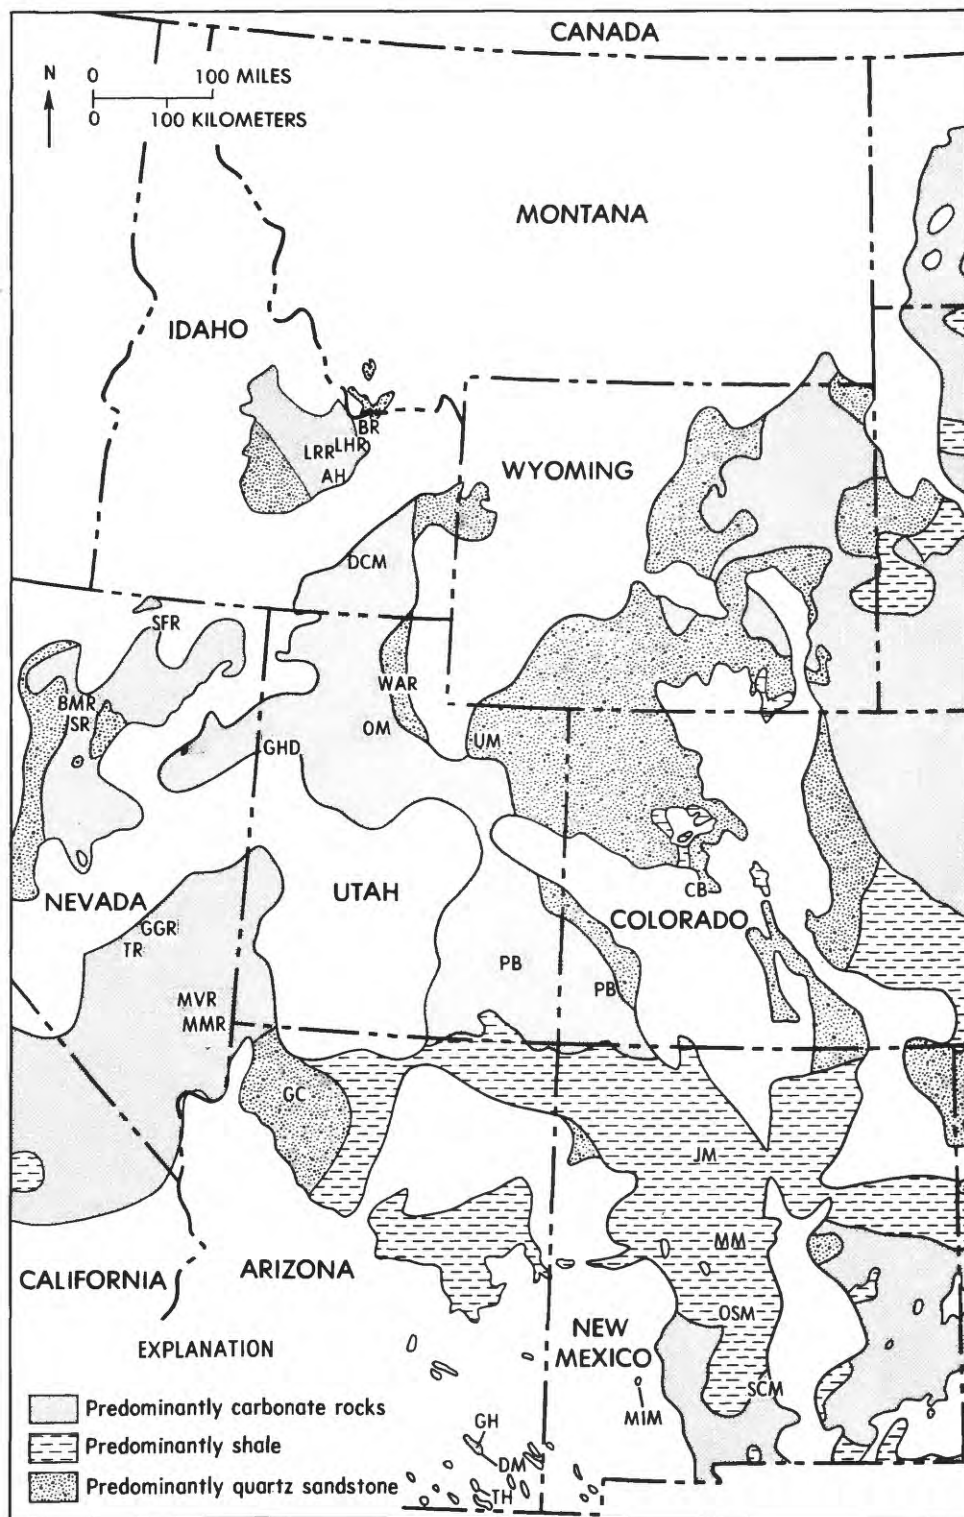 CANADA
N
0 100 MILES
0 100 KILOMETERS
MONTANA
IDAHO
BR
LRR
LHR
AH
WYOMING
DCM
SFR
WAR
BMR
SR
OM
GHD
UM
NEVADA
UTAH
CB
COLORADO
GGR
TR
PB
PB
MVR
MMR
GC
JM
MM
CALIFORNIA
ARIZONA
OSM
NEW
MEXICO
SCM
MIM
EXPLANATION
Predominantly carbonate rocks
Predominantly shale
Predominantly quartz sandstone
GH
DM
TH